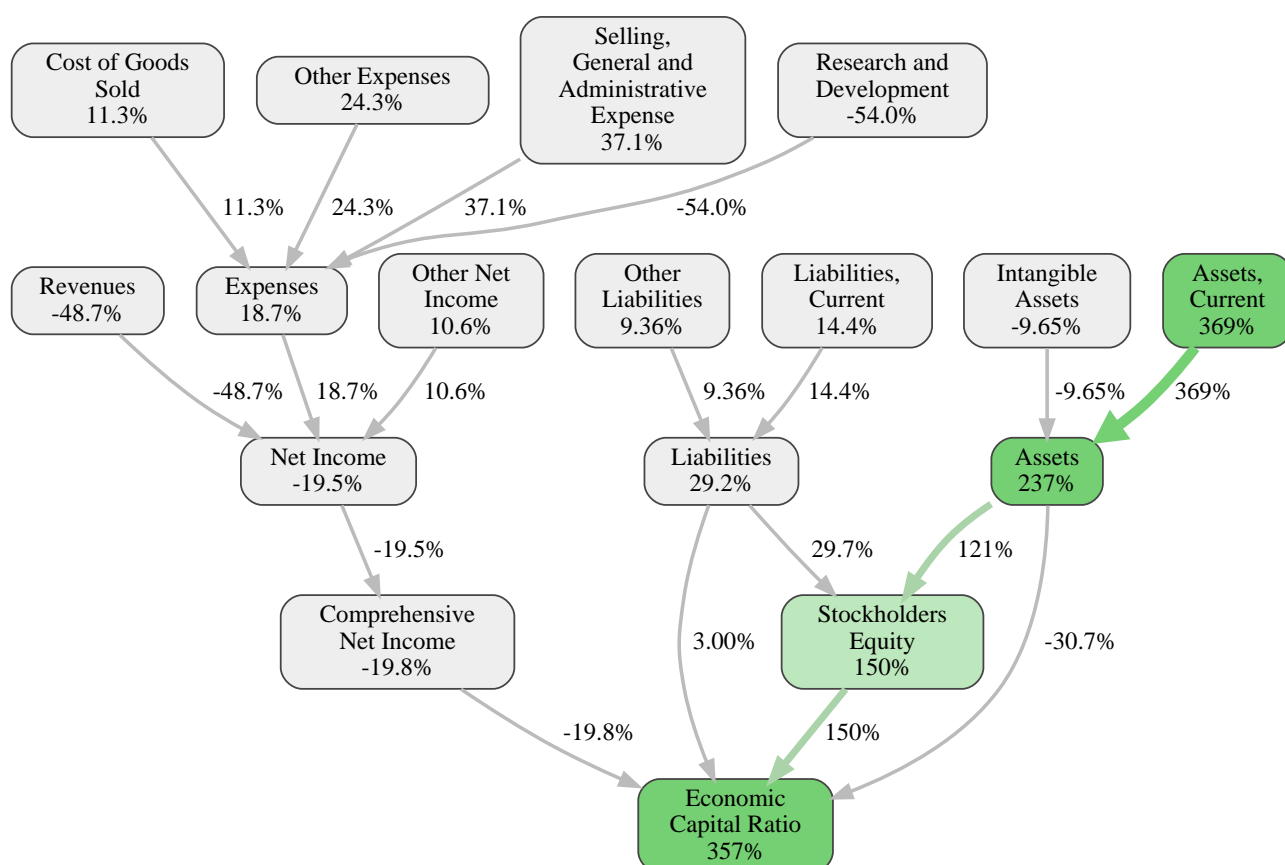 Cost of Goods
Sold
11.3%
Other Expenses
24.3%
Selling,
General and
Administrative
Expense
37.1%
Research and
Development
-54.0%
11.3%
24.3%
37.1%
-54.0%
Revenues
-48.7%
Expenses
18.7%
Other Net
Income
10.6%
Other
Liabilities
9.36%
Liabilities,
Current
14.4%
Intangible
Assets
-9.65%
Assets,
Current
369%
-48.7%
18.7%
10.6%
9.36%
14.4%
-9.65%
369%
Net Income
-19.5%
Liabilities
29.2%
Assets
237%
-19.5%
29.7%
121%
Comprehensive
Net Income
-19.8%
3.00%
Stockholders
Equity
150%
-30.7%
-19.8%
150%
Economic
Capital Ratio
357%